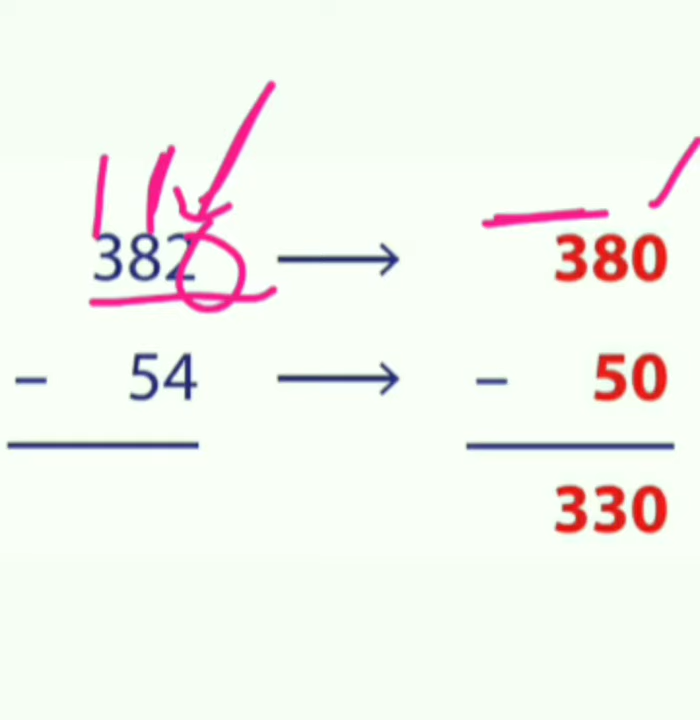 382 → 380
- 54 → - 50
330